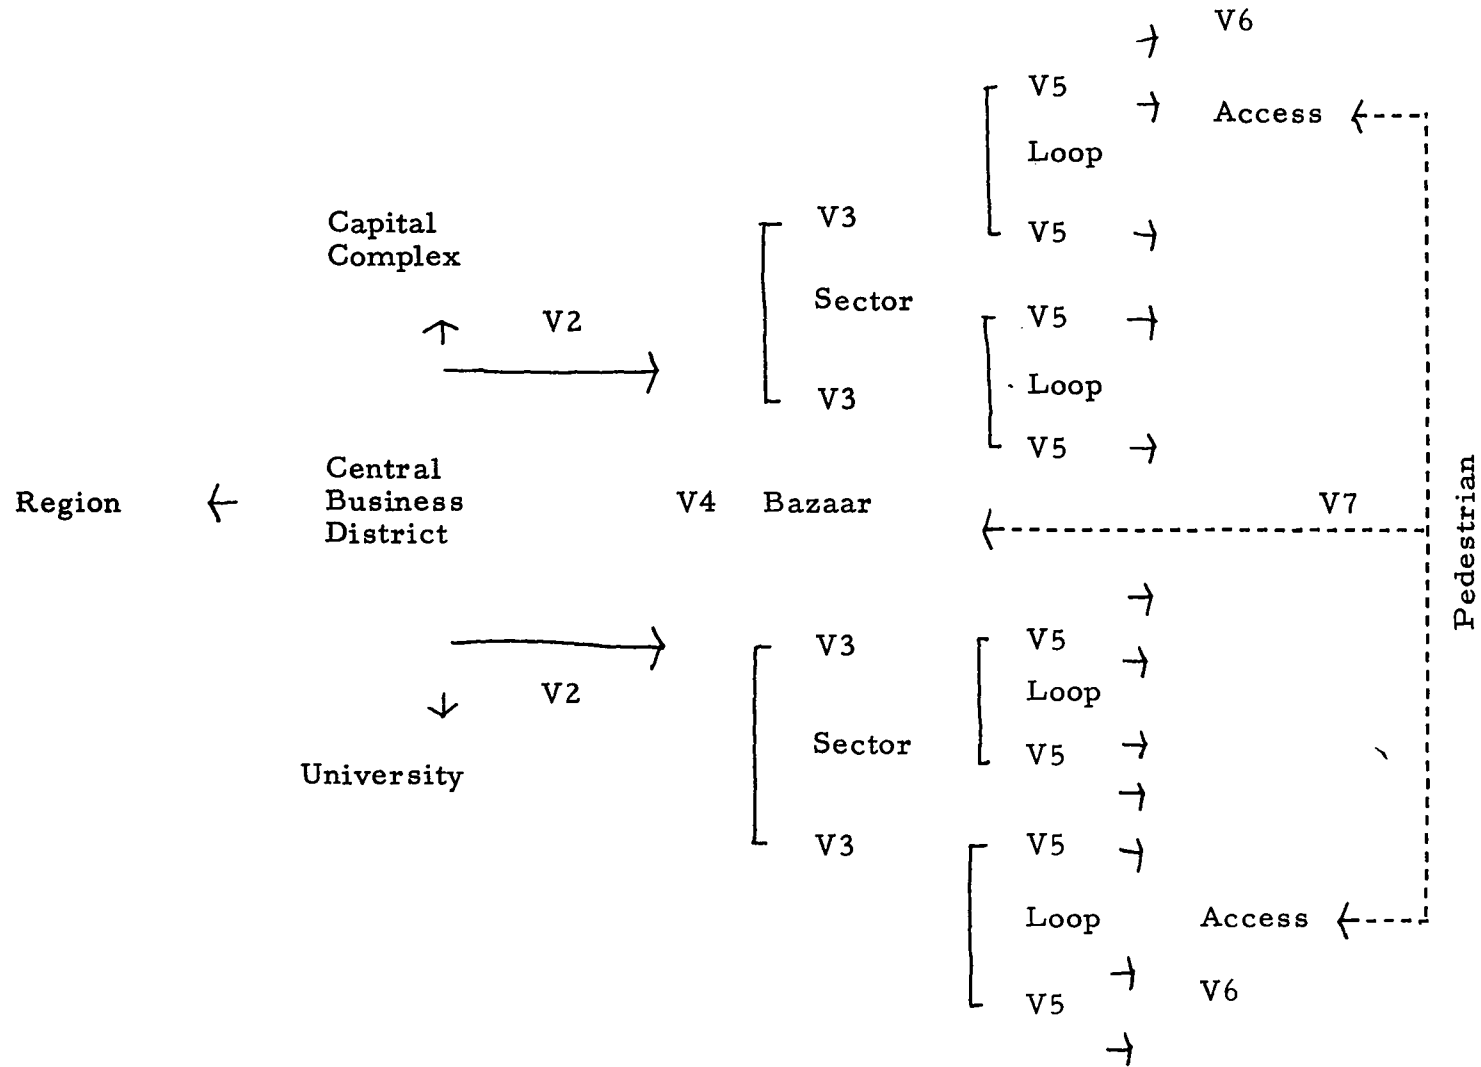 V6
V5
Access
Loop
V3
Capital
Complex
V5
Sector
V2
V5
V3
Loop
V5
Central
Region
Business
District
V4
Bazaar
V7
Pedestrian
V3
V5
V2
Loop
Sector
V5
University
V3
V5
Loop
Access
V6
V5